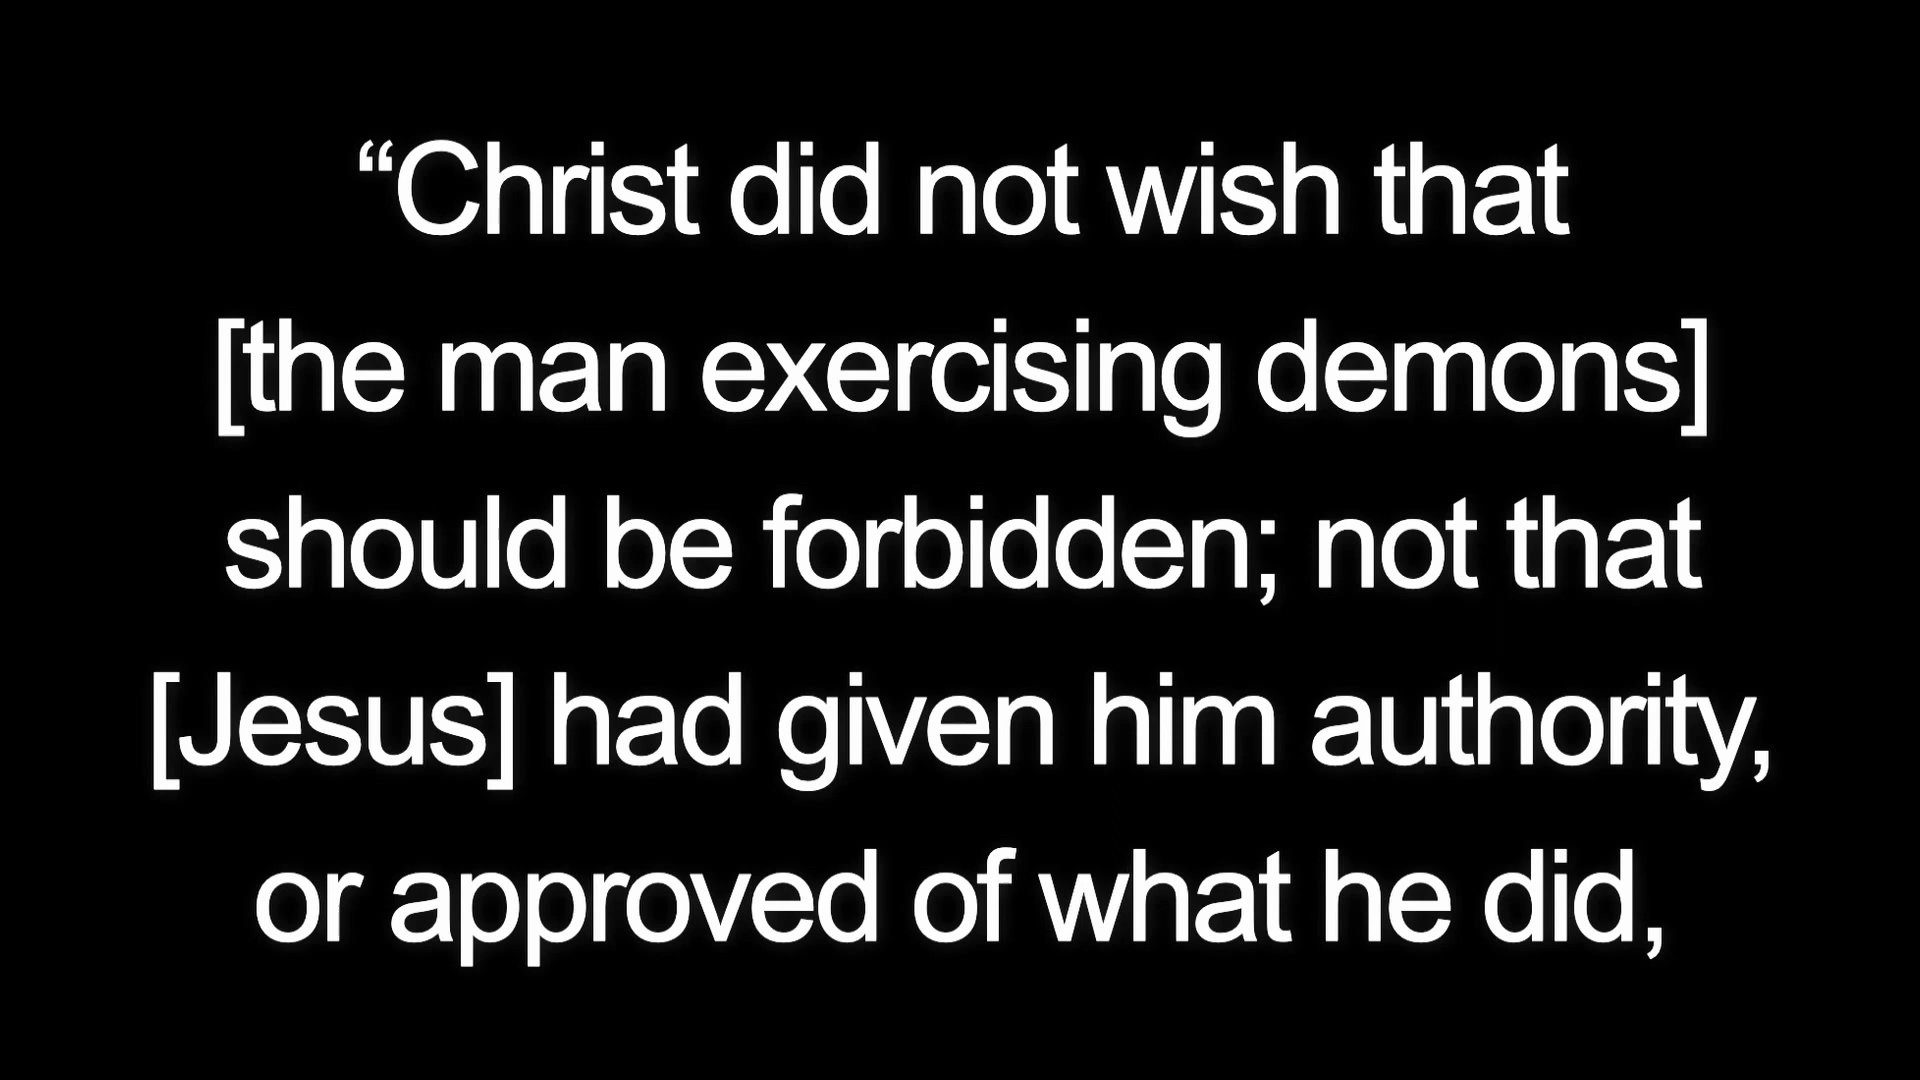 “Christ did not wish that
[the man exercising demons]
should be forbidden; not that
[Jesus] had given him authority,
or approved of what he did,